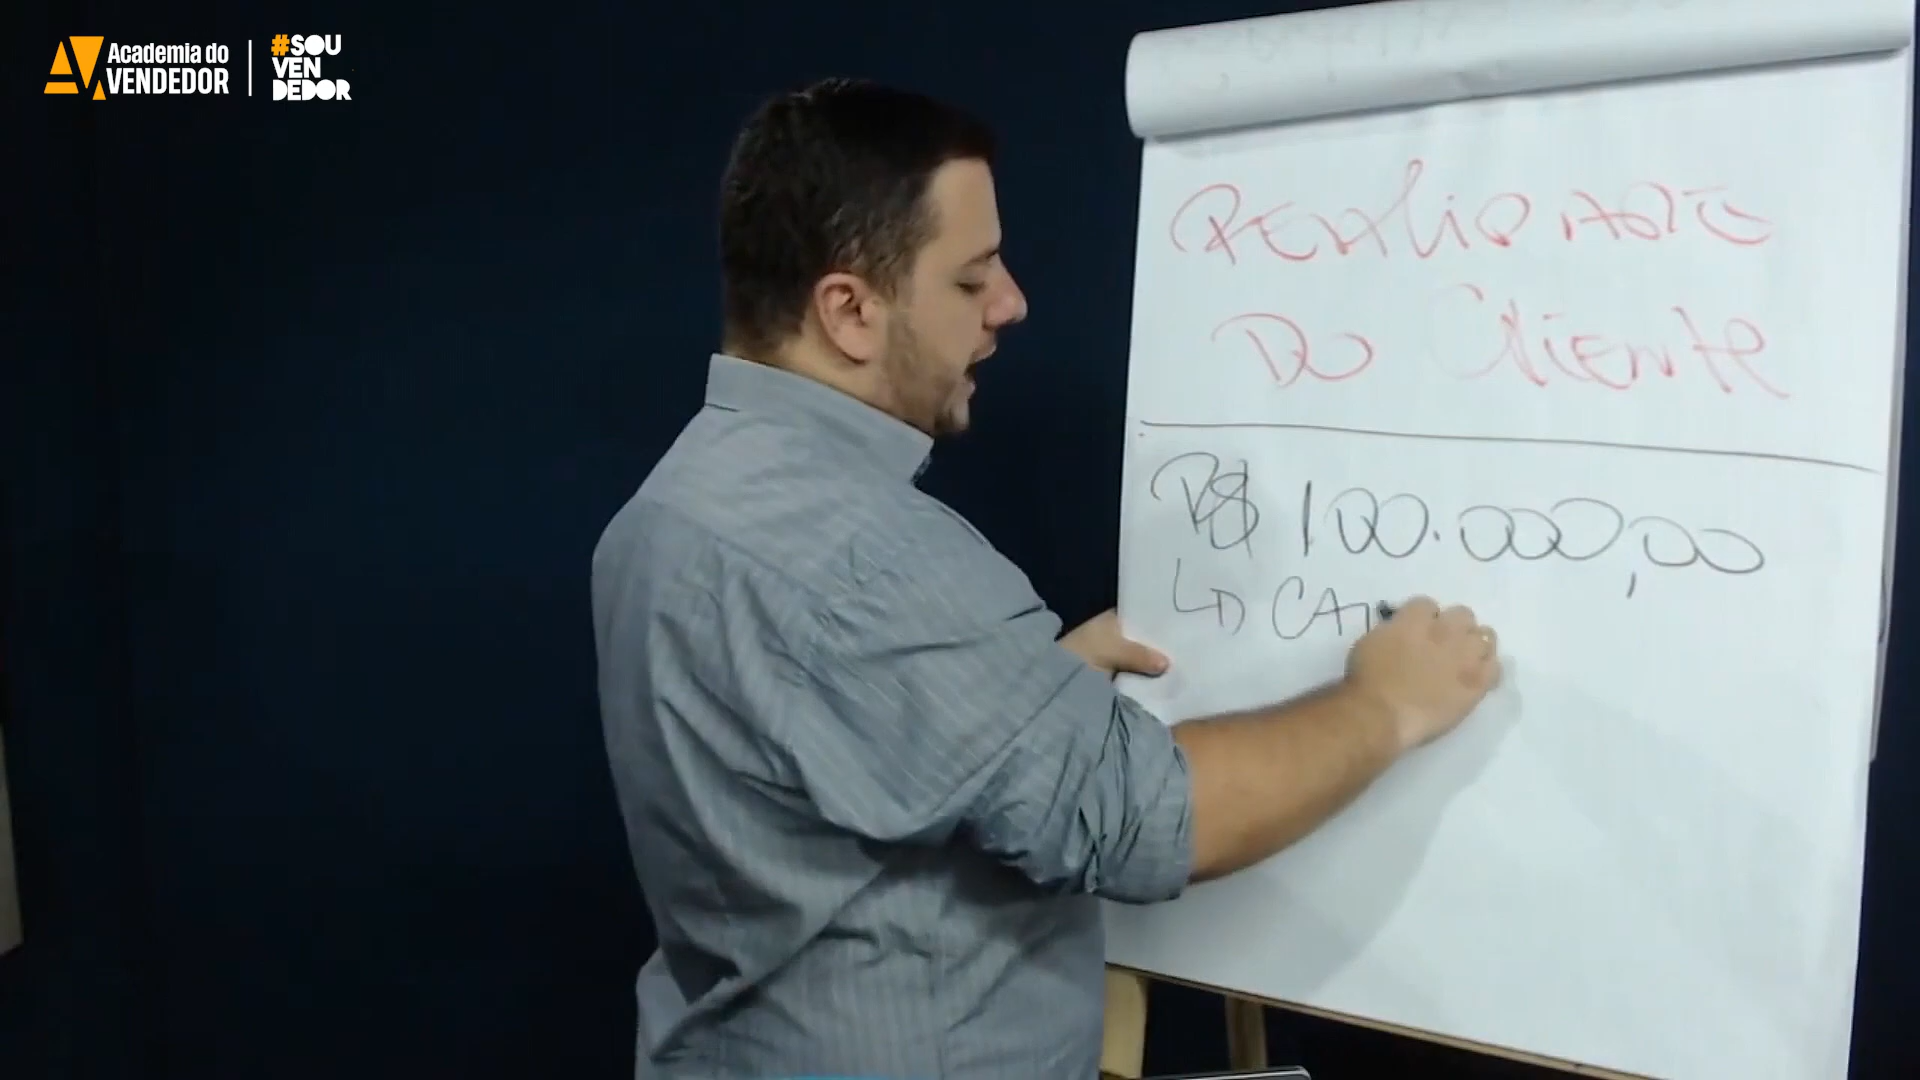 Academia do
VENDEDOR
#SOU
VEN
DEDOR
REALIDADE
DO CLIENTE
R$ 100.000,00